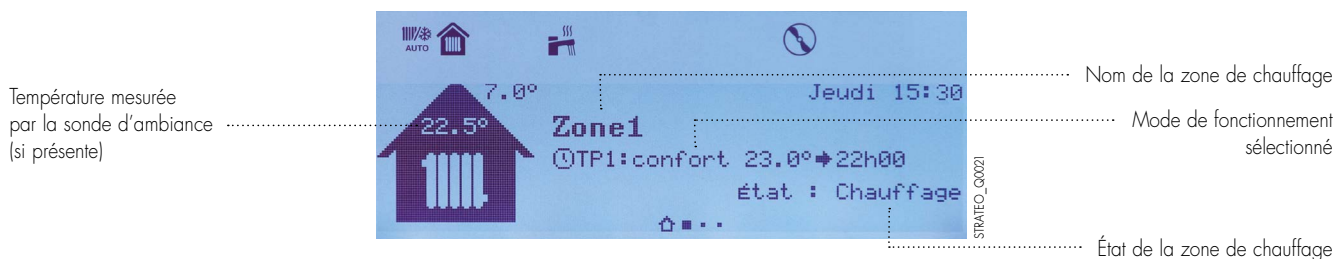 AUTO
7.0°
Jeudi 15:30
22.5°
Zone1
TP1:confort 23.0°➔22h00
État : Chauffage
STRATEO_Q0021
Température mesurée
par la sonde d'ambiance
(si présente)
Nom de la zone de chauffage
Mode de fonctionnement
sélectionné
État de la zone de chauffage